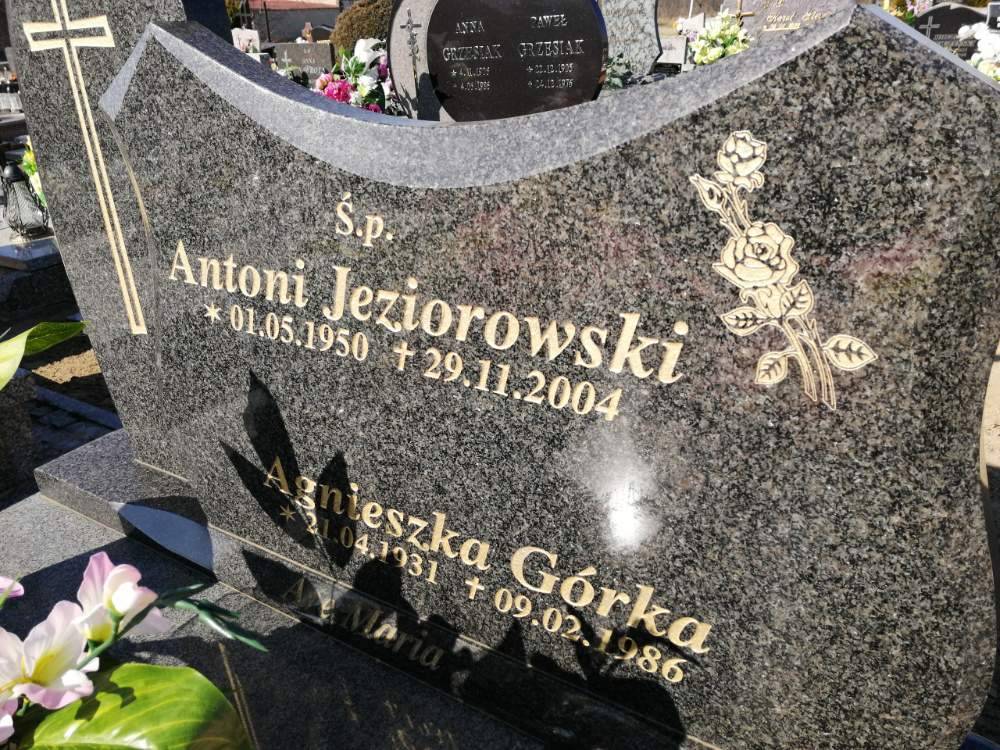 ANNA
GRZESIAK
PAWEŁ
GRZESIAK
Ś.p.
Antoni Jeziorowski
* 01.05.1950 † 29.11.2004
Agnieszka Górka
* 21.04.1931 † 09.02.1986
Maria